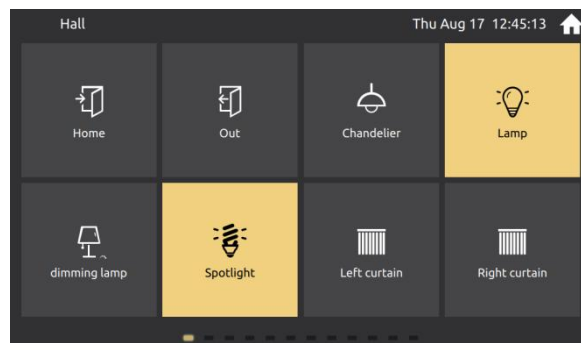 Hall
Thu Aug 17 12:45:13
Home
Out
Chandelier
Lamp
dimming lamp
Spotlight
Left curtain
Right curtain